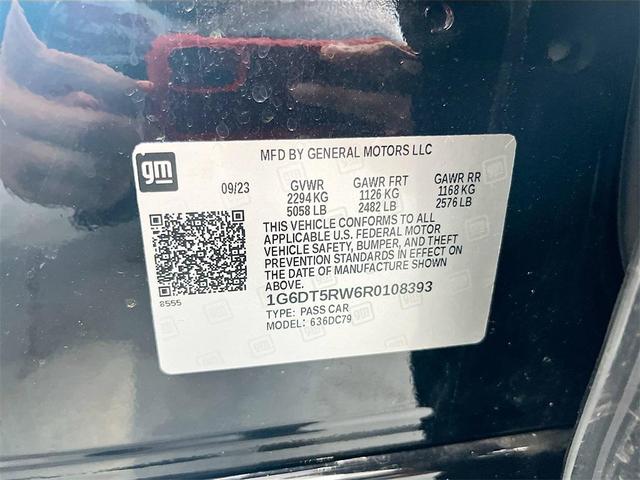 gm
MFD BY GENERAL MOTORS LLC
09/23 GVWR GAWR FRT GAWR RR
2294 KG 1126 KG 1168 KG
5058 LB 2482 LB 2576 LB
THIS VEHICLE CONFORMS TO ALL
APPLICABLE U.S. FEDERAL MOTOR
VEHICLE SAFETY, BUMPER, AND THEFT
PREVENTION STANDARDS IN EFFECT ON
THE DATE OF MANUFACTURE SHOWN
ABOVE.
8555
1G6DT5RW6R0108393
TYPE: PASS CAR
MODEL: 636DC79